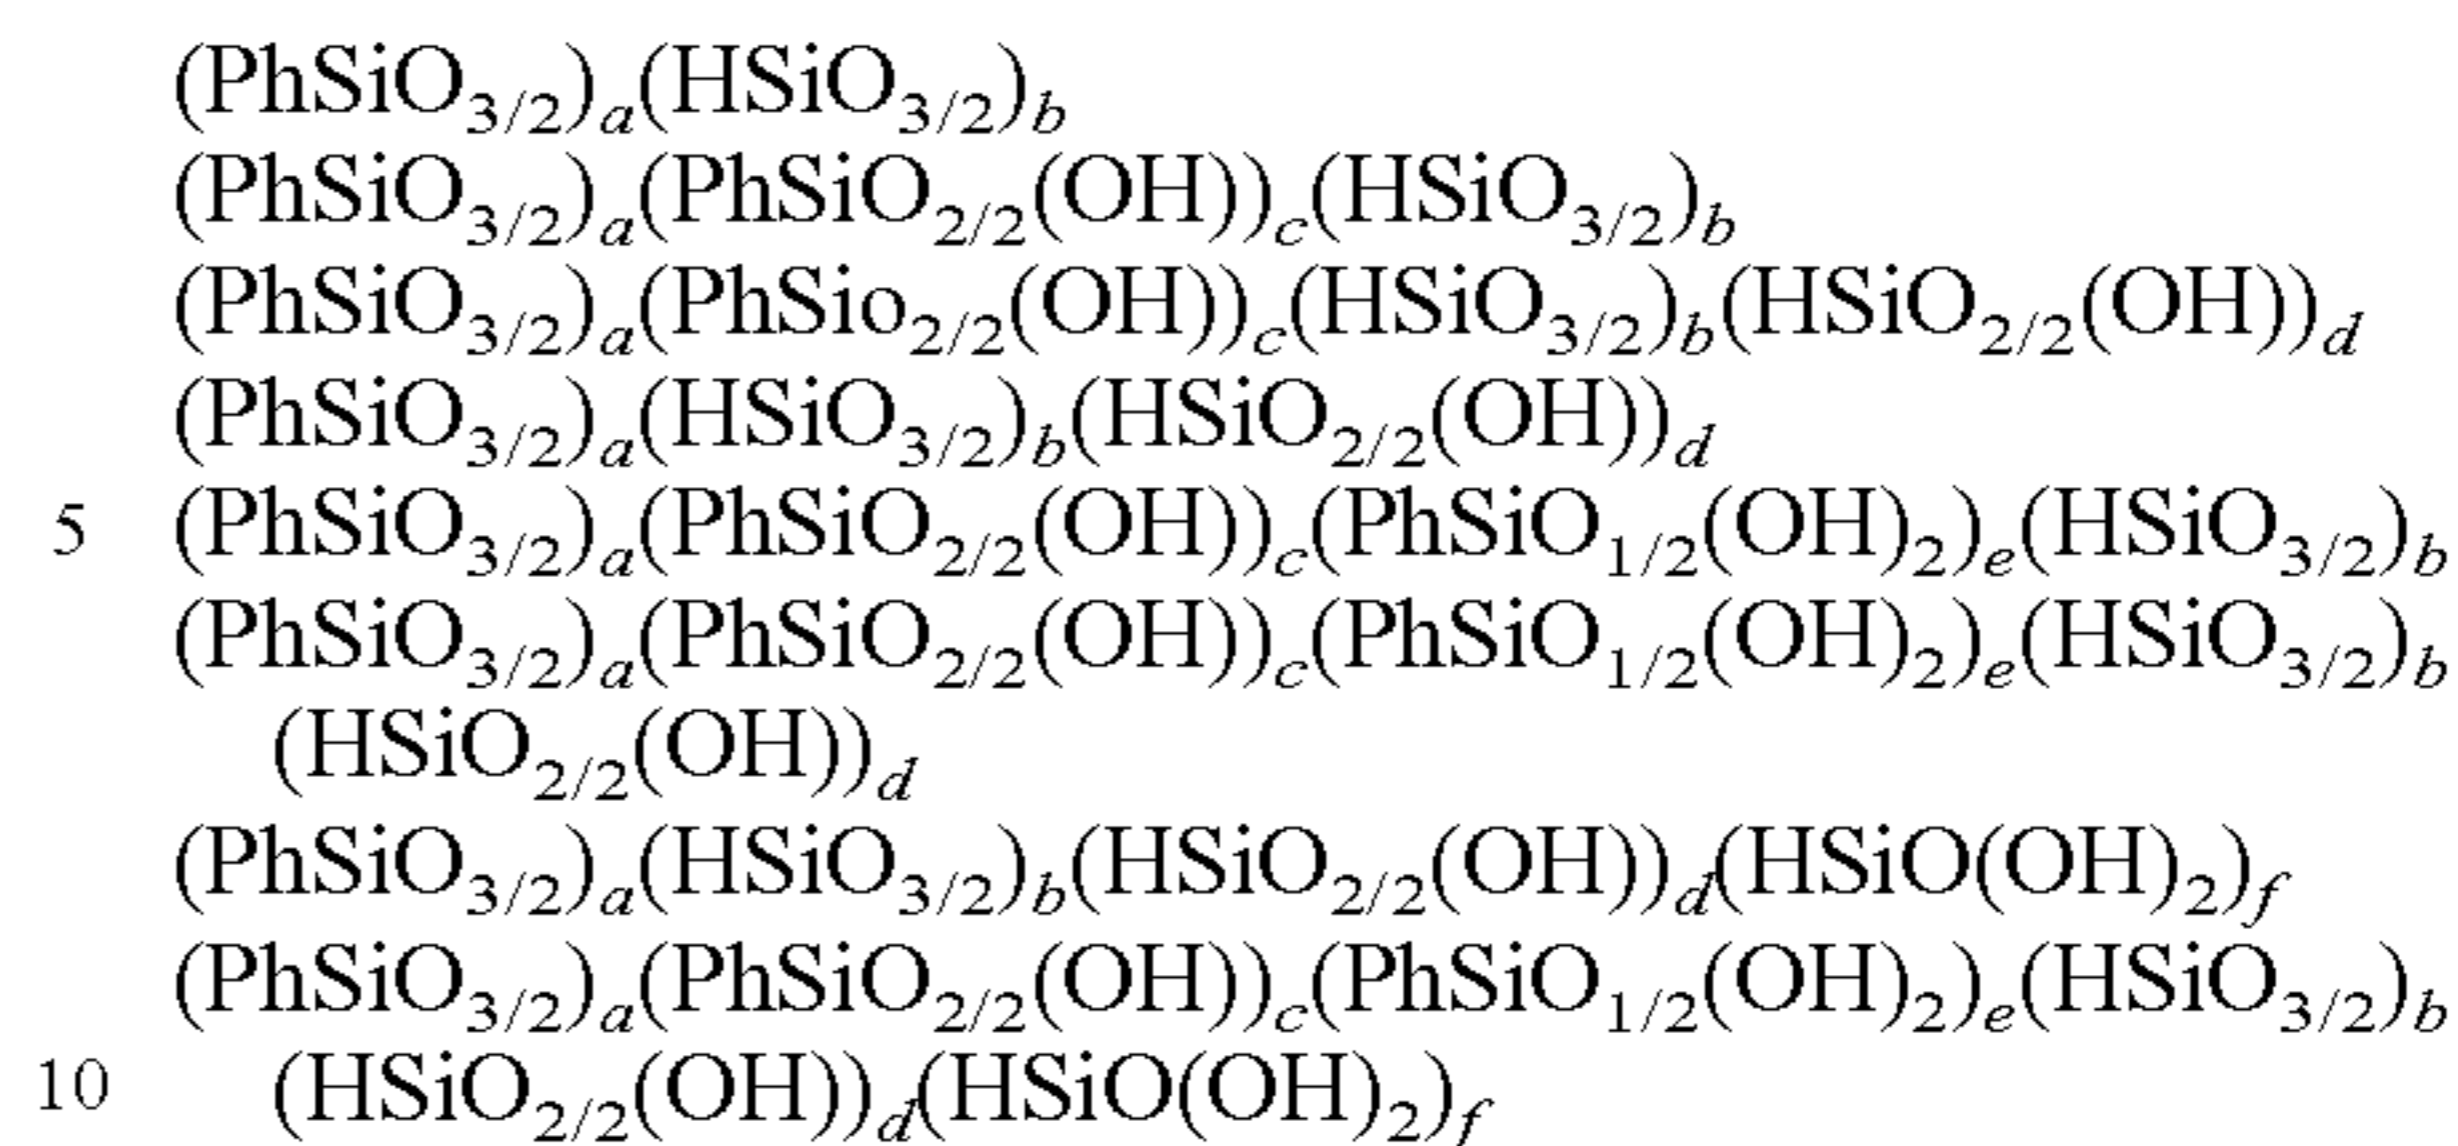 (PhSiO3/2)a(HSiO3/2)b
(PhSiO3/2)a(PhSiO2/2(OH))c(HSiO3/2)b
(PhSiO3/2)a(PhSio2/2(OH))c(HSiO3/2)b(HSiO2/2(OH))d
(PhSiO3/2)a(HSiO3/2)b(HSiO2/2(OH))d
5 (PhSiO3/2)a(PhSiO2/2(OH))c(PhSiO1/2(OH)2)e(HSiO3/2)b
(PhSiO3/2)a(PhSiO2/2(OH))c(PhSiO1/2(OH)2)e(HSiO3/2)b
(HSiO2/2(OH))d
(PhSiO3/2)a(HSiO3/2)b(HSiO2/2(OH))d(HSiO(OH)2)f
(PhSiO3/2)a(PhSiO2/2(OH))c(PhSiO1/2(OH)2)e(HSiO3/2)b
10 (HSiO2/2(OH))d(HSiO(OH)2)f